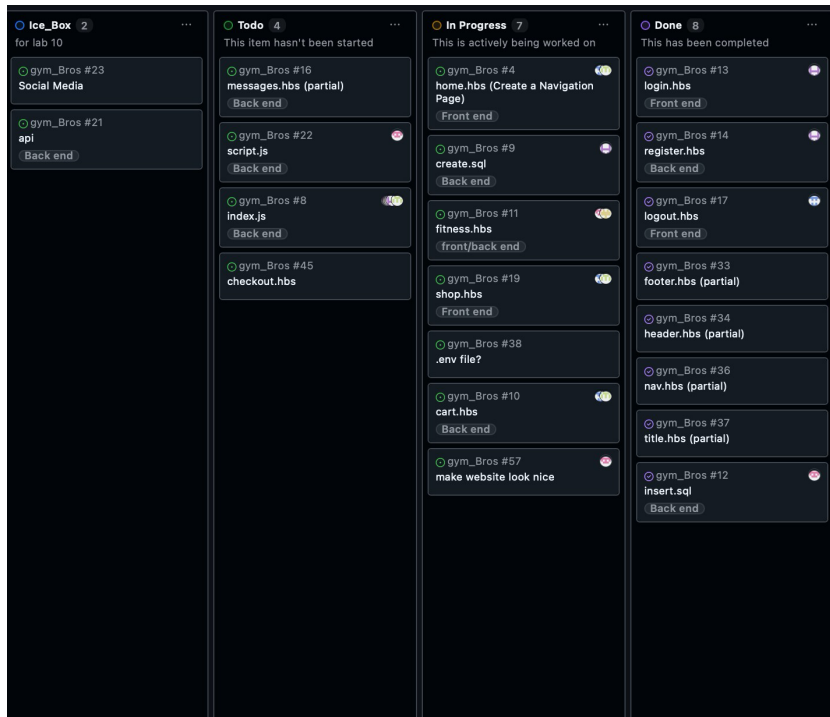 Ice_Box 2
for lab 10
gym_Bros #23
Social Media
gym_Bros #21
api
Back end
Todo 4
This item hasn't been started
gym_Bros #16
messages.hbs (partial)
Back end
gym_Bros #22
script.js
Back end
gym_Bros #8
index.js
Back end
gym_Bros #45
checkout.hbs
In Progress 7
This is actively being worked on
gym_Bros #4
home.hbs (Create a Navigation
Page)
Front end
gym_Bros #9
create.sql
Back end
gym_Bros #11
fitness.hbs
front/back end
gym_Bros #19
shop.hbs
Front end
gym_Bros #38
.env file?
gym_Bros #10
cart.hbs
Back end
gym_Bros #57
make website look nice
Done 8
This has been completed
gym_Bros #13
login.hbs
Front end
gym_Bros #14
register.hbs
Back end
gym_Bros #17
logout.hbs
Front end
gym_Bros #33
footer.hbs (partial)
gym_Bros #34
header.hbs (partial)
gym_Bros #36
nav.hbs (partial)
gym_Bros #37
title.hbs (partial)
gym_Bros #12
insert.sql
Back end